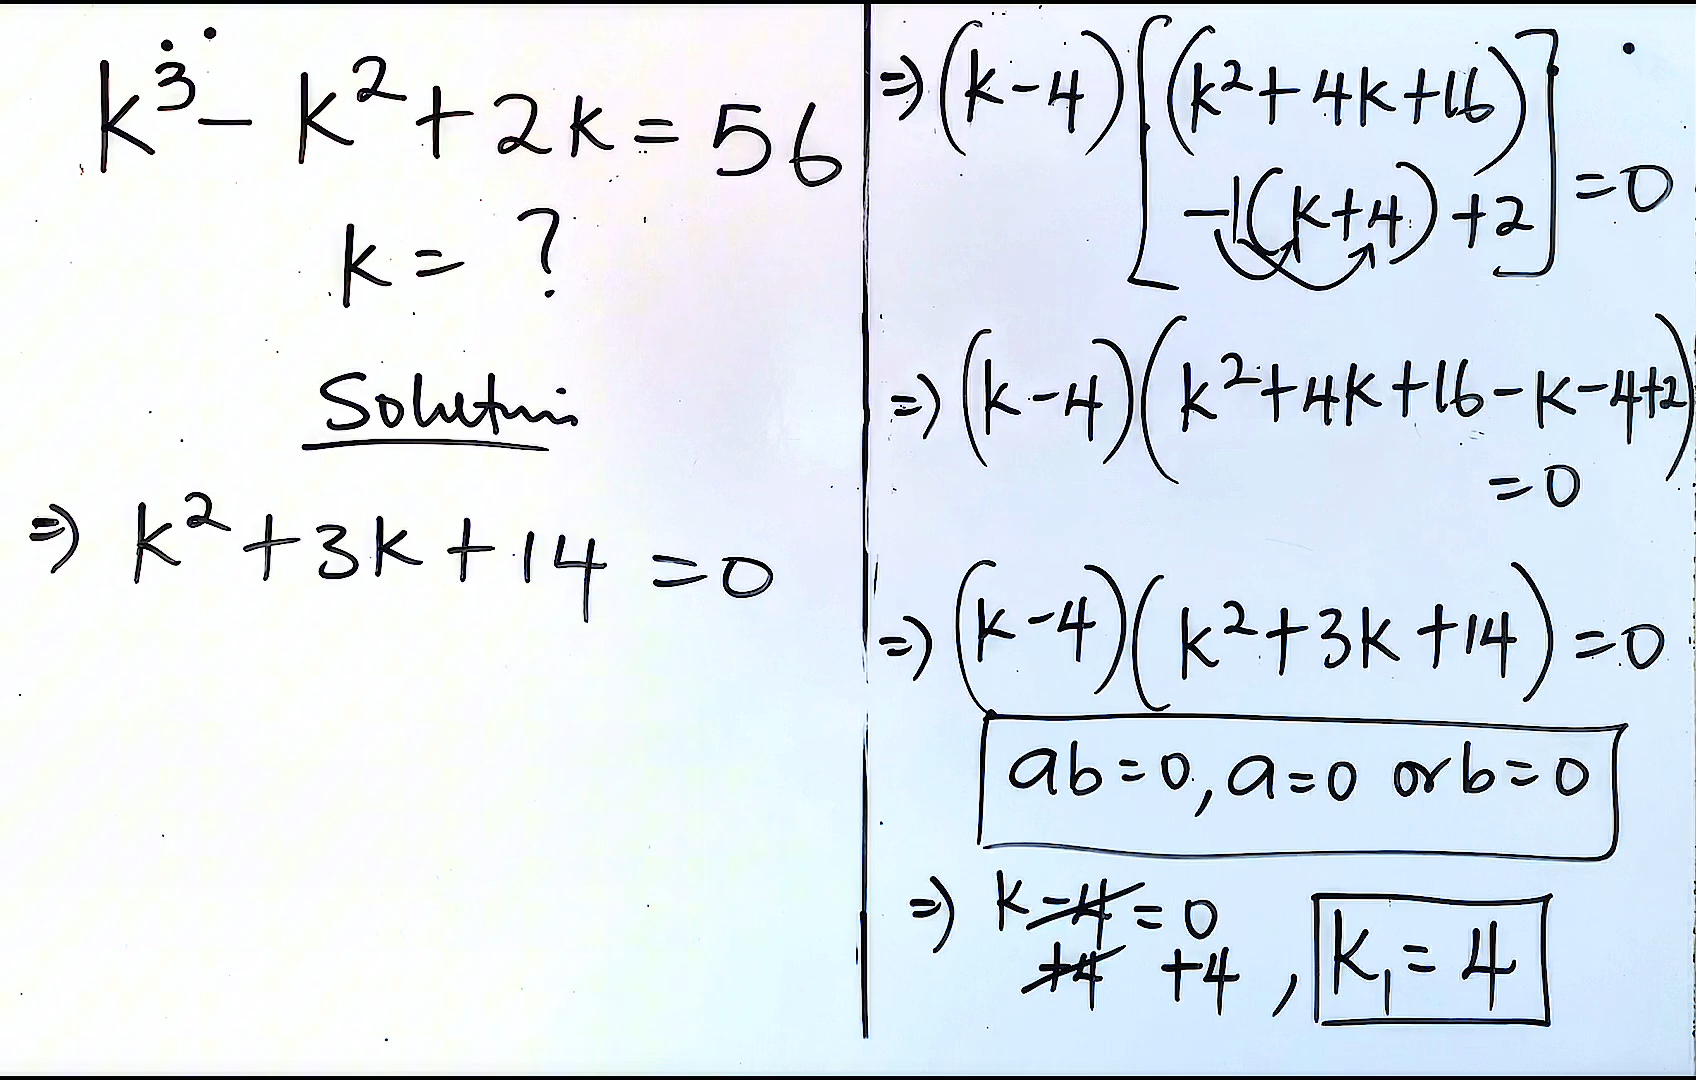 k³ - k² + 2k = 56
k = ?
Solution
⇒ k² + 3k + 14 = 0
⇒ (k-4)[(k² + 4k + 16)
-1(k+4) + 2] = 0
⇒ (k-4)(k² + 4k + 16 - k - 4 + 2)
= 0
⇒ (k-4)(k² + 3k + 14) = 0
ab = 0, a = 0 or b = 0
⇒ k - 4 = 0
+4 +4 , k₁ = 4